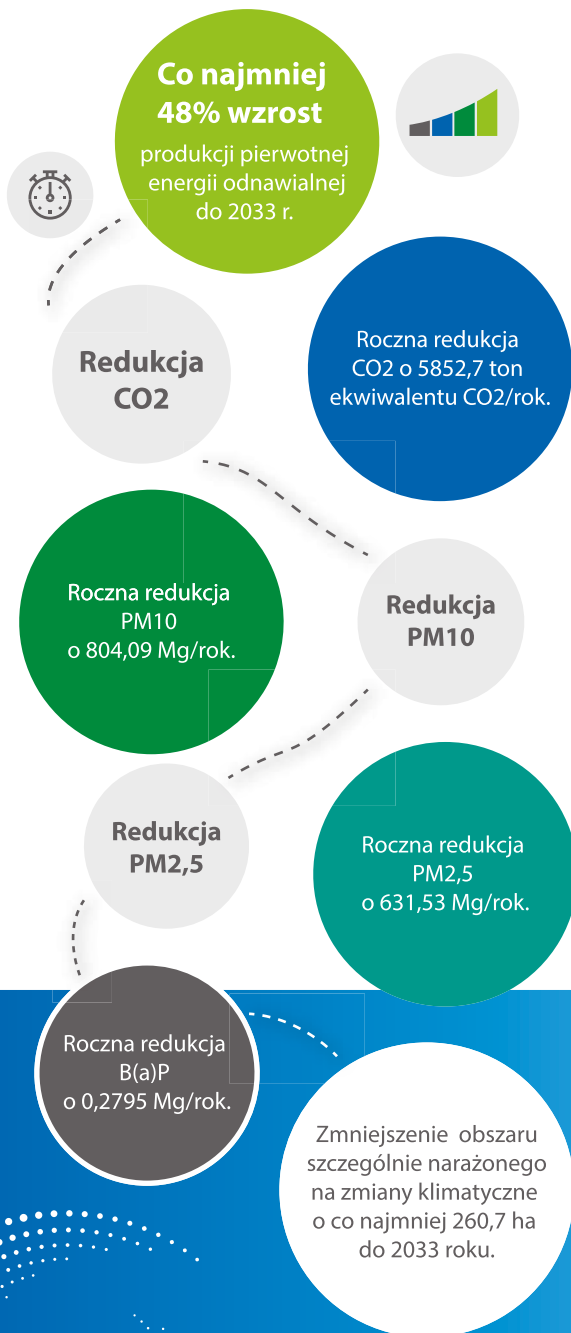 Co najmniej
48% wzrost
produkcji pierwotnej
energii odnawialnej
do 2033 r.
Redukcja
CO2
Roczna redukcja
CO2 o 5852,7 ton
ekwiwalentu CO2/rok.
Roczna redukcja
PM10
o 804,09 Mg/rok.
Redukcja
PM10
Redukcja
PM2,5
Roczna redukcja
PM2,5
o 631,53 Mg/rok.
Roczna redukcja
B(a)P
o 0,2795 Mg/rok.
Zmniejszenie obszaru
szczególnie narażonego
na zmiany klimatyczne
o co najmniej 260,7 ha
do 2033 roku.